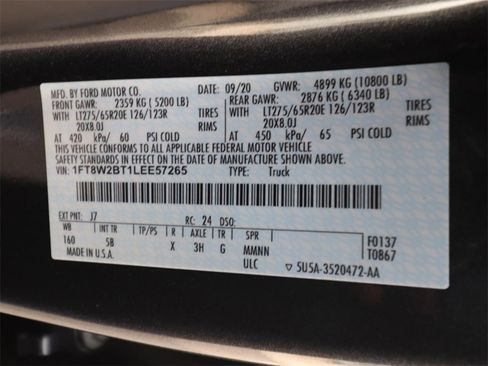 MFD. BY FORD MOTOR CO. DATE: 09/20 GVWR: 4899 KG (10800 LB)
FRONT GAWR: 2359 KG ( 5200 LB) REAR GAWR: 2876 KG ( 6340 LB)
WITH LT275/65R20E 126/123R TIRES WITH LT275/65R20E 126/123R TIRES
20X8.0J RIMS 20X8.0J RIMS
AT 420 kPa/ 60 PSI COLD AT 450 kPa/ 65 PSI COLD
THIS VEHICLE CONFORMS TO ALL APPLICABLE FEDERAL MOTOR VEHICLE
SAFETY STANDARDS IN EFFECT ON THE DATE OF MANUFACTURE SHOWN ABOVE.
VIN: 1FT8W2BT1LEE57265 TYPE: Truck
EXT PNT: J7 RC: 24 DSO: F0137
WB INT TR TP/PS R AXLE TR SPR T0867
160 5B X 3H G MMNN
MADE IN U.S.A. ULC ▽ 5U5A-3520472-AA